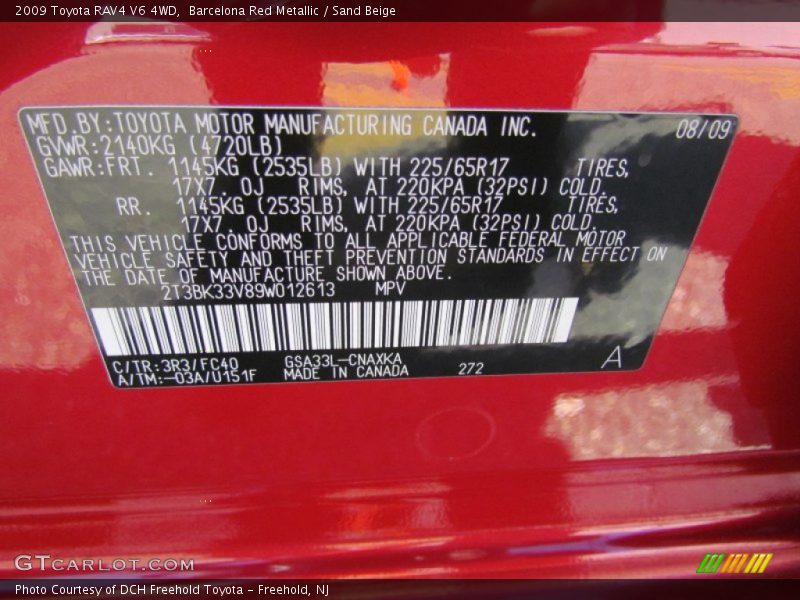 2009 Toyota RAV4 V6 4WD, Barcelona Red Metallic / Sand Beige
MFD.BY:TOYOTA MOTOR MANUFACTURING CANADA INC. 08/09
GVWR:2140KG (4720LB)
GAWR:FRT. 1145KG (2535LB) WITH 225/65R17 TIRES,
17X7.0J RIMS, AT 220KPA (32PSI) COLD.
RR. 1145KG (2535LB) WITH 225/65R17 TIRES,
17X7.0J RIMS, AT 220KPA (32PSI) COLD.
THIS VEHICLE CONFORMS TO ALL APPLICABLE FEDERAL MOTOR
VEHICLE SAFETY AND THEFT PREVENTION STANDARDS IN EFFECT ON
THE DATE OF MANUFACTURE SHOWN ABOVE.
2T3BK33V89W012613 MPV
C/TR:3R3/FC40 GSA33L-CNAXKA
A/TM:-03A/U151F MADE IN CANADA 272 A
GTCARLOT.COM
Photo Courtesy of DCH Freehold Toyota - Freehold, NJ